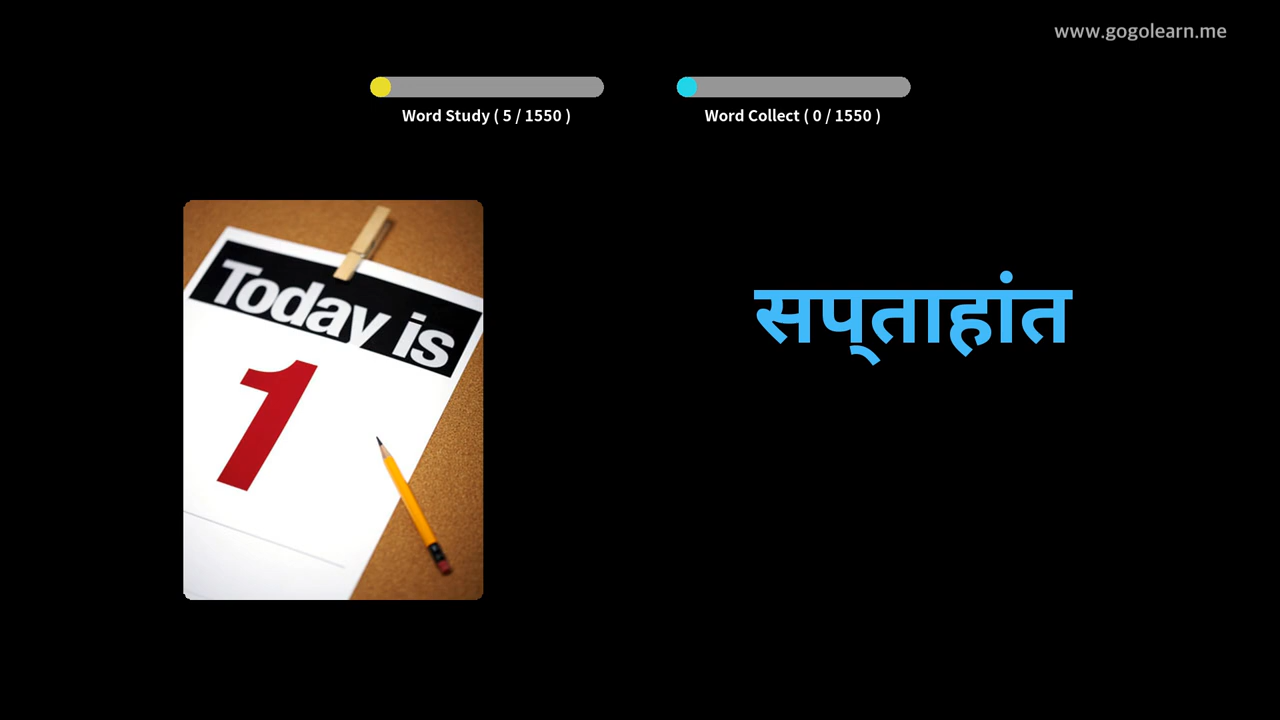 www.gogolearn.me
Word Study ( 5 / 1550 )
Word Collect ( 0 / 1550 )
Today is
1
सप्ताहांत